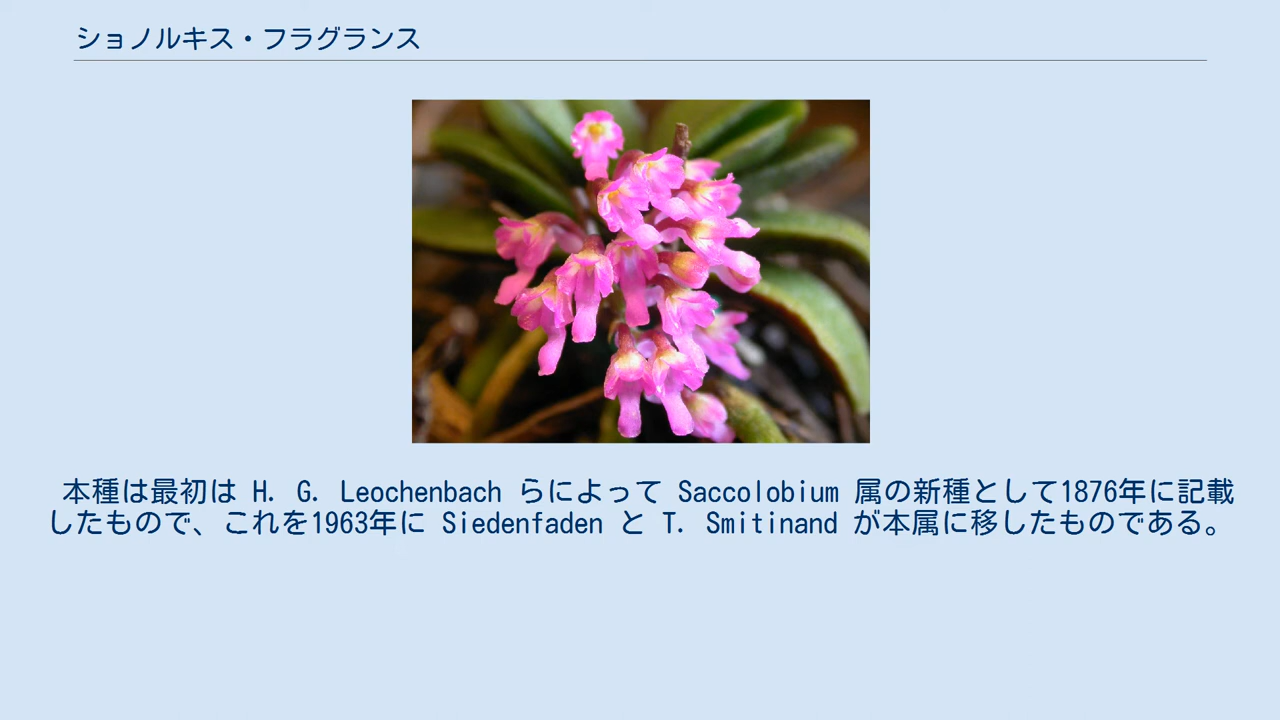 ショノルキス・フラグランス
本種は最初は H. G. Leochenbach らによって Saccolobium 属の新種として1876年に記載
したもので、これを1963年に Siedenfaden と T. Smitinand が本属に移したものである。